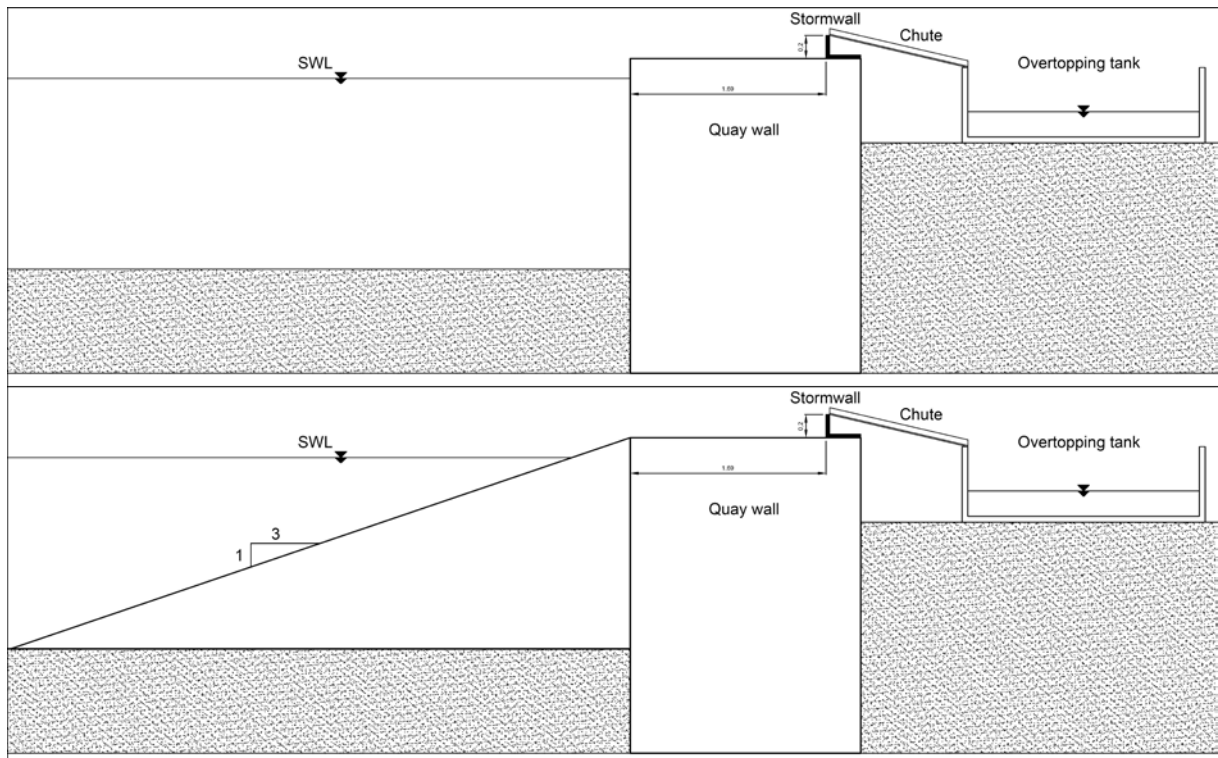 Stormwall
Chute
SWL
0.2
Overtopping tank
1.69
Quay wall
Stormwall
Chute
SWL
0.2
Overtopping tank
1.69
Quay wall
3
1